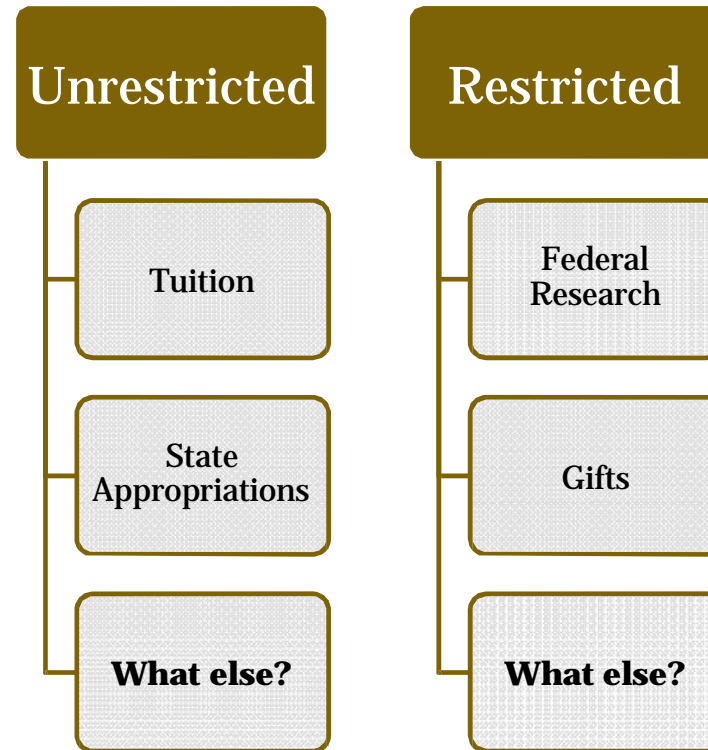 Unrestricted
Tuition
State
Appropriations
What else?
Restricted
Federal
Research
Gifts
What else?